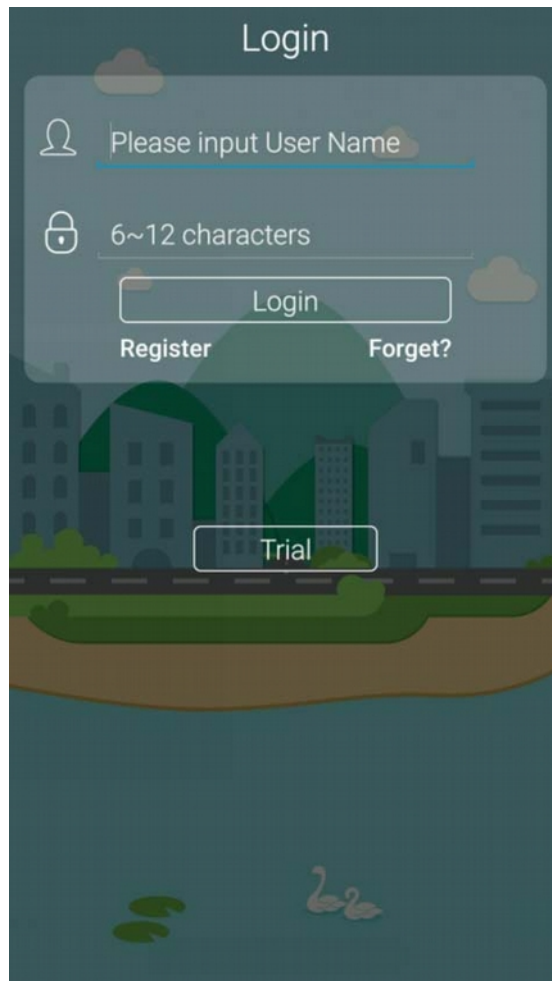 Login
Please input User Name
6~12 characters
Login
Register Forget?
Trial